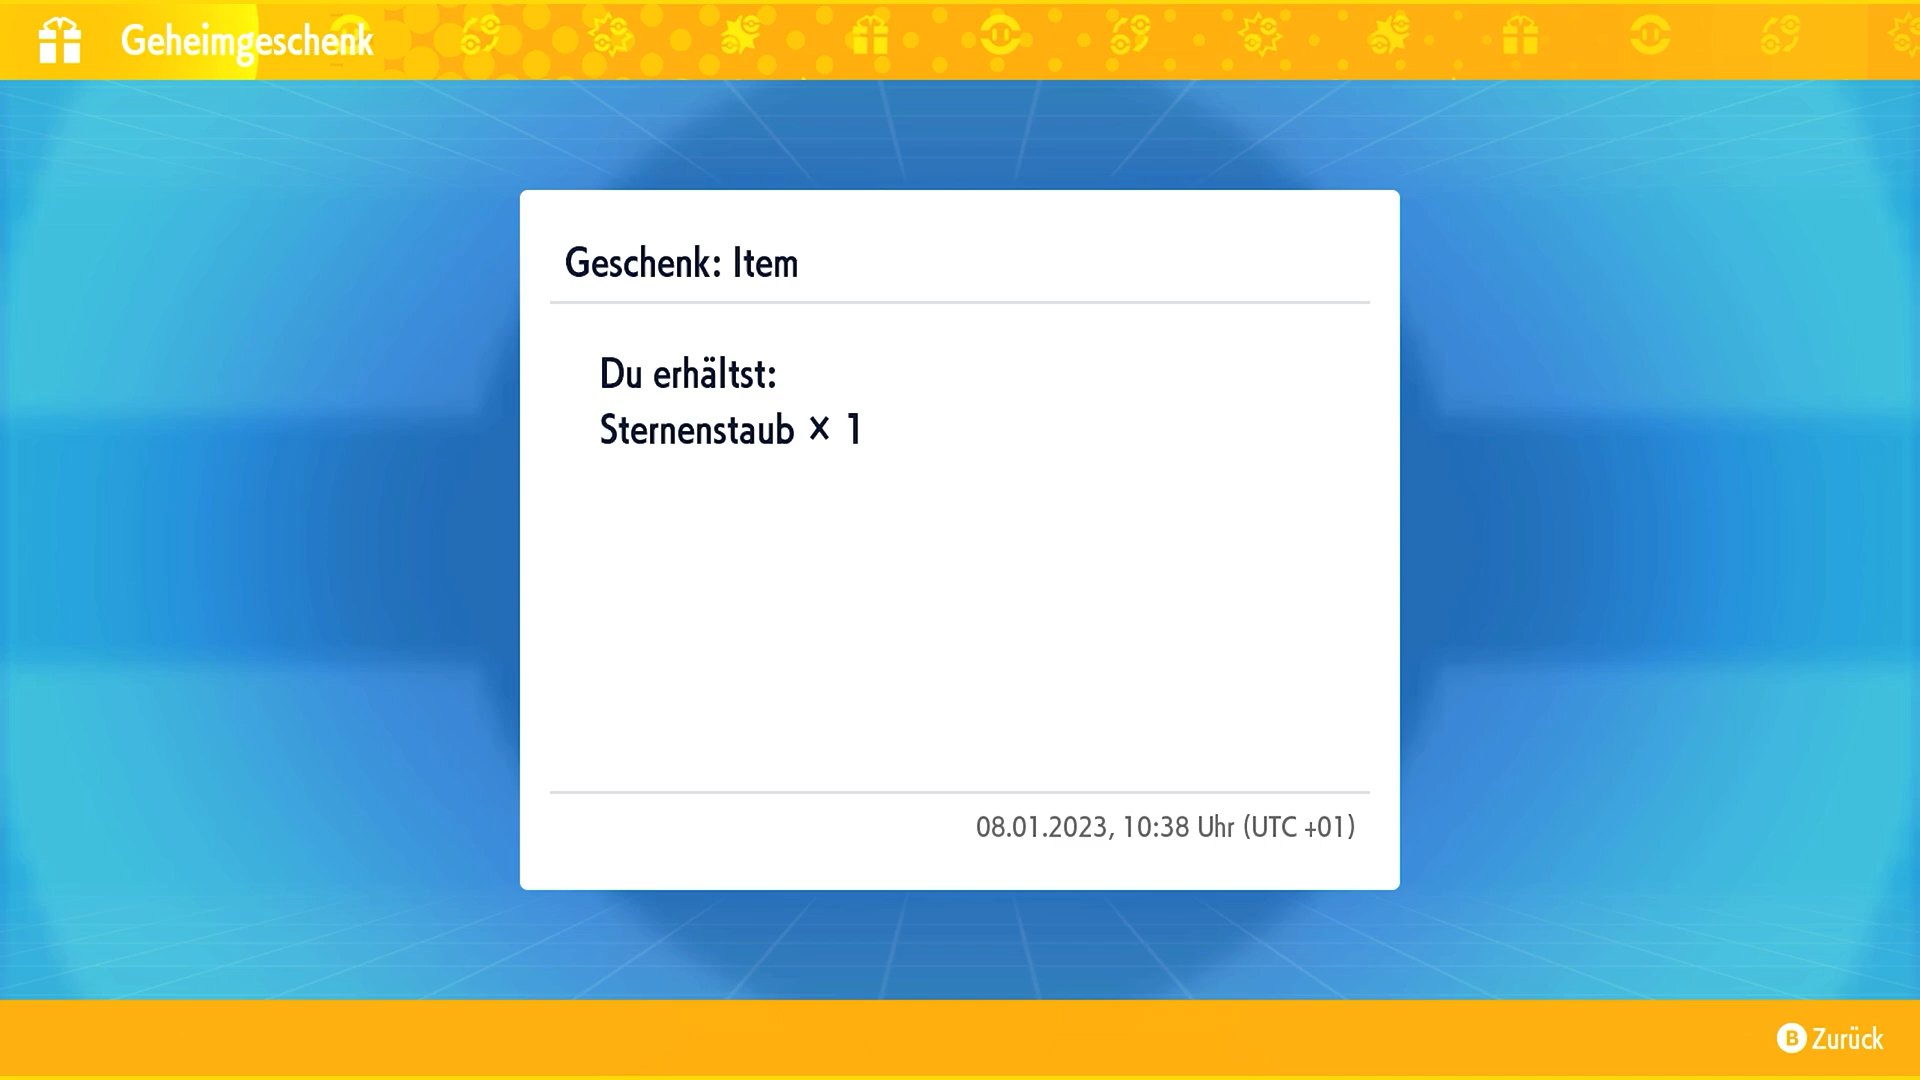 Geheimgeschenk
Geschenk: Item
Du erhältst:
Sternenstaub × 1
08.01.2023, 10:38 Uhr (UTC +01)
B Zurück